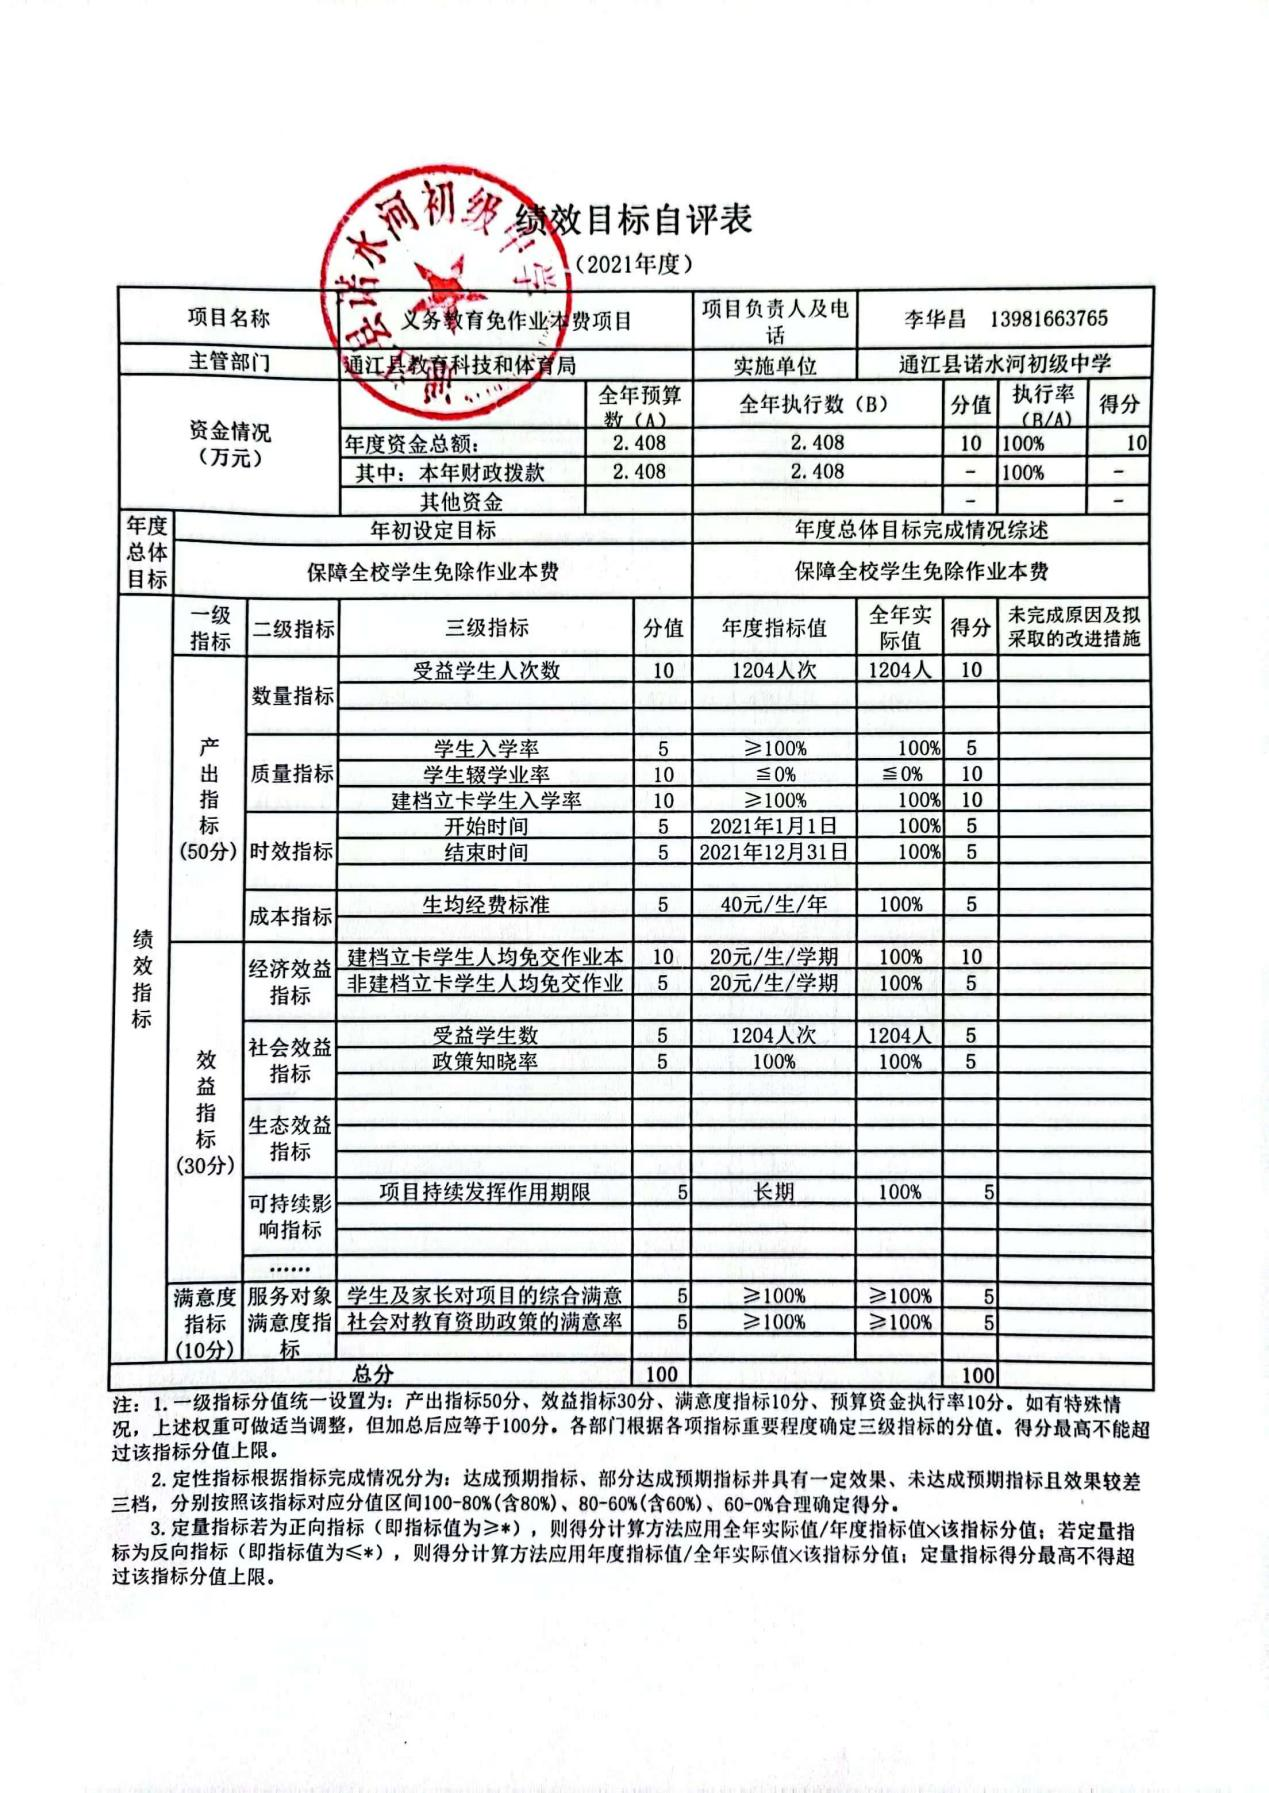 绩效目标自评表
（2021年度）
通江县诺水河初级中学
项目名称 义务教育免作业本费项目 项目负责人及电话 李华昌 13981663765
主管部门 通江县教育科技和体育局 实施单位 通江县诺水河初级中学
资金情况（万元） 全年预算数（A） 全年执行数（B） 分值 执行率（B/A） 得分
年度资金总额： 2.408 2.408 10 100% 10
其中：本年财政拨款 2.408 2.408 - 100% -
其他资金 - -
年度总体目标 年初设定目标 年度总体目标完成情况综述
保障全校学生免除作业本费 保障全校学生免除作业本费
绩效指标 一级指标 二级指标 三级指标 分值 年度指标值 全年实际值 得分 未完成原因及拟采取的改进措施
产出指标(50分) 数量指标 受益学生人次数 10 1204人次 1204人 10
质量指标 学生入学率 5 ≥100% 100% 5
学生辍学业率 10 ≦0% ≦0% 10
建档立卡学生入学率 10 ≥100% 100% 10
时效指标 开始时间 5 2021年1月1日 100% 5
结束时间 5 2021年12月31日 100% 5
成本指标 生均经费标准 5 40元/生/年 100% 5
效益指标(30分) 经济效益指标 建档立卡学生人均免交作业本 10 20元/生/学期 100% 10
非建档立卡学生人均免交作业 5 20元/生/学期 100% 5
社会效益指标 受益学生数 5 1204人次 1204人 5
政策知晓率 5 100% 100% 5
生态效益指标
可持续影响指标 项目持续发挥作用期限 5 长期 100% 5
……
满意度指标(10分) 服务对象满意度指标 学生及家长对项目的综合满意 5 ≥100% ≥100% 5
社会对教育资助政策的满意率 5 ≥100% ≥100% 5
总分 100 100
注：1.一级指标分值统一设置为：产出指标50分、效益指标30分、满意度指标10分、预算资金执行率10分。如有特殊情
况，上述权重可做适当调整，但加总后应等于100分。各部门根据各项指标重要程度确定三级指标的分值。得分最高不能超
过该指标分值上限。
2.定性指标根据指标完成情况分为：达成预期指标、部分达成预期指标并具有一定效果、未达成预期指标且效果较差
三档，分别按照该指标对应分值区间100-80%(含80%)、80-60%(含60%)、60-0%合理确定得分。
3.定量指标若为正向指标（即指标值为≥*），则得分计算方法应用全年实际值/年度指标值×该指标分值；若定量指
标为反向指标（即指标值为≤*），则得分计算方法应用年度指标值/全年实际值×该指标分值；定量指标得分最高不得超
过该指标分值上限。